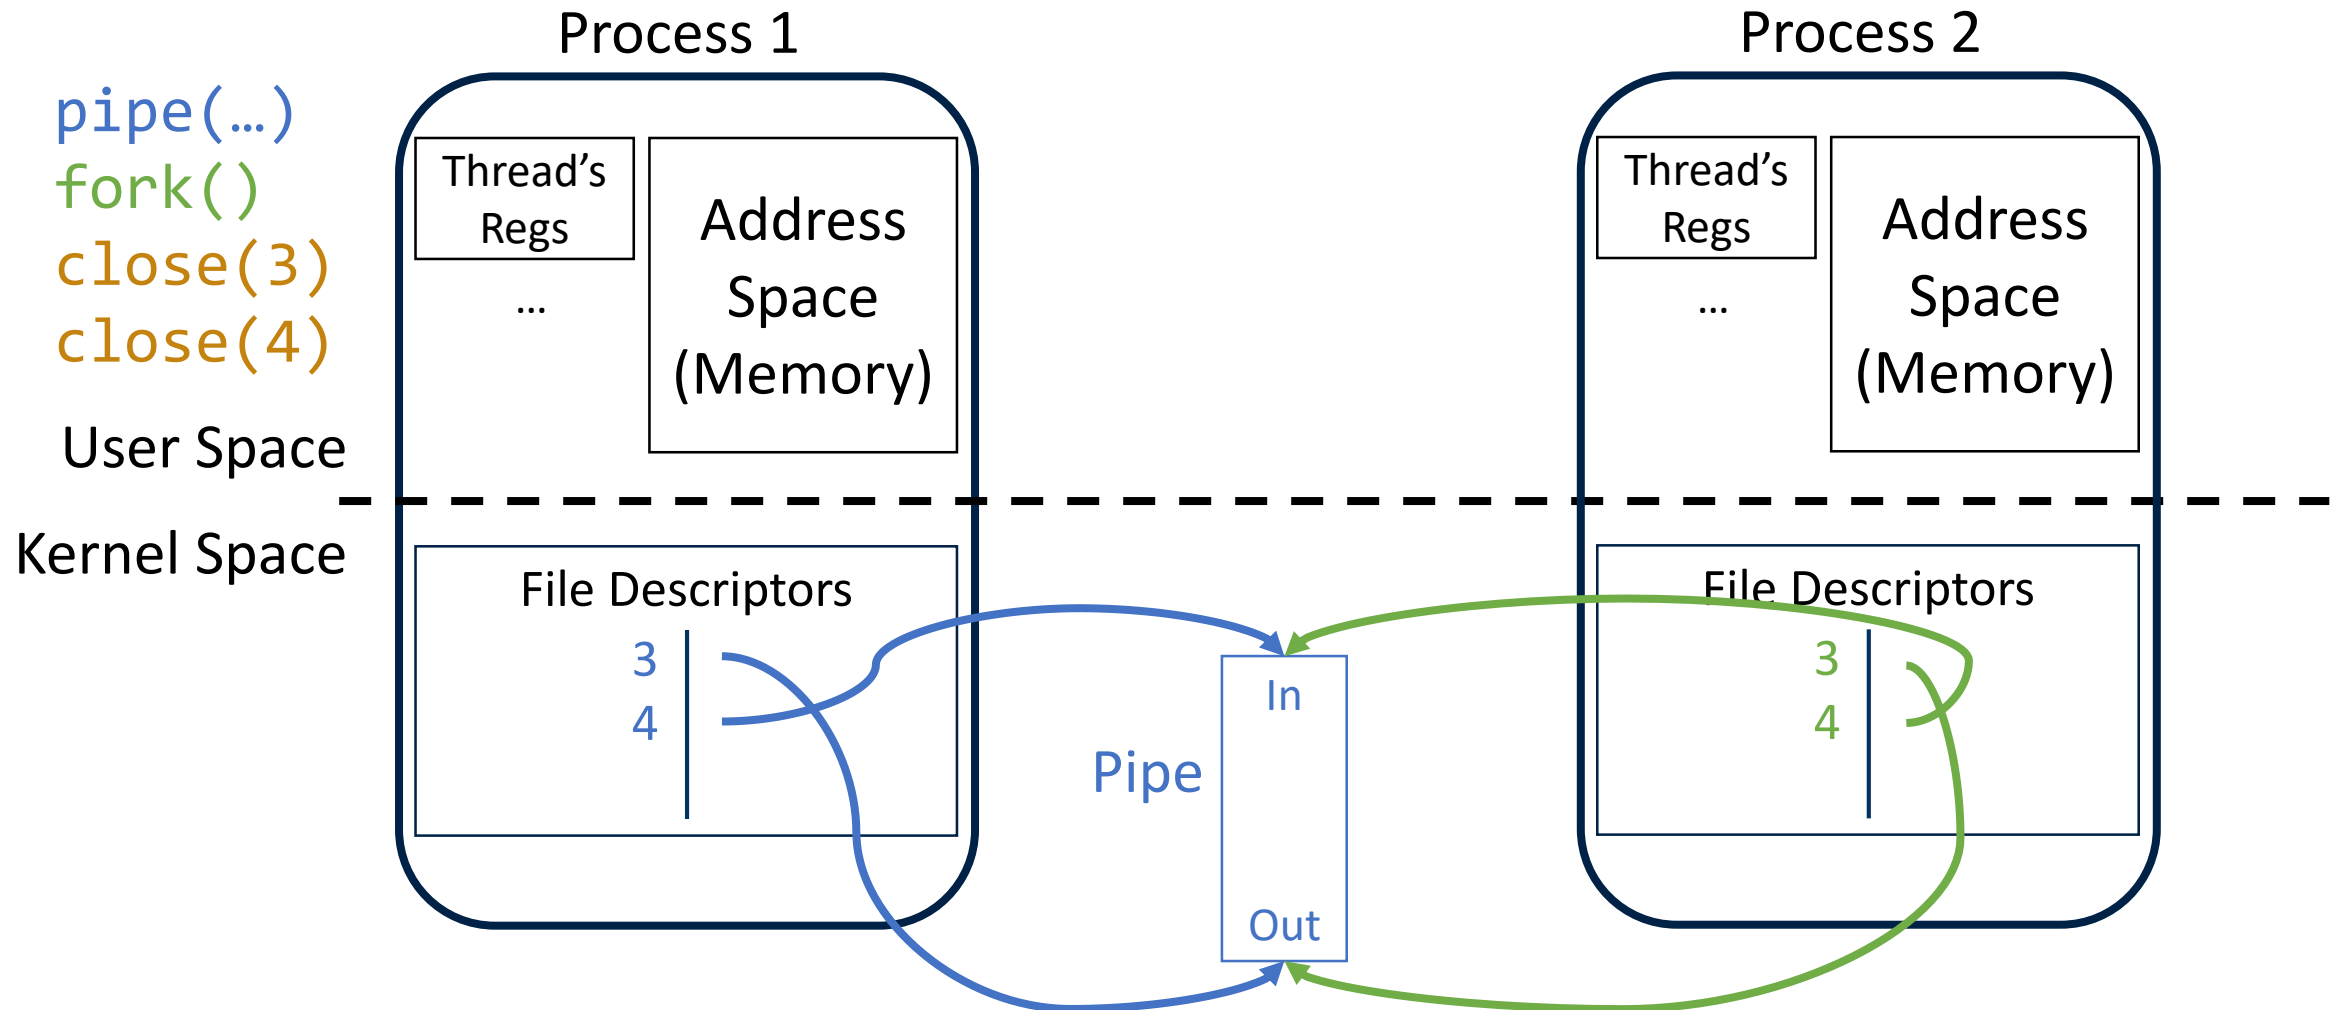 Process 1
Process 2
pipe(…)
fork()
close(3)
close(4)
User Space
Kernel Space
Thread's
Regs
…
Address
Space
(Memory)
File Descriptors
3
4
Pipe
In
Out
Thread's
Regs
…
Address
Space
(Memory)
File Descriptors
3
4